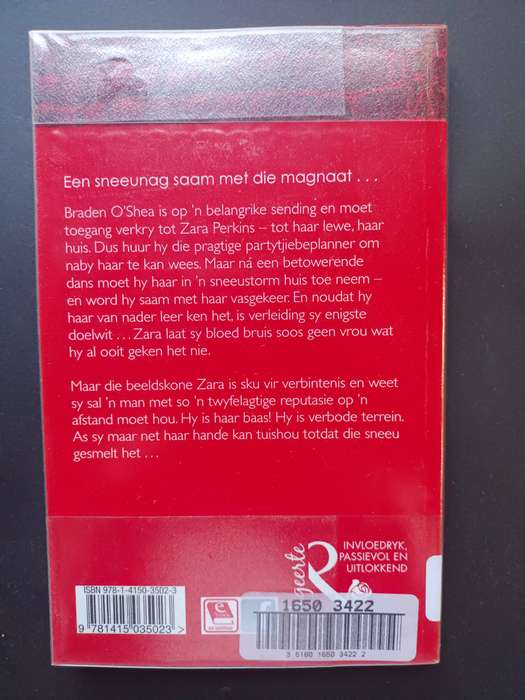 Een sneeunag saam met die magnaat . . .
Braden O'Shea is op 'n belangrike sending en moet
toegang verkry tot Zara Perkins – tot haar lewe, haar
huis. Dus huur hy die pragtige partytjiebeplanner om
naby haar te kan wees. Maar ná een betowerende
dans moet hy haar in 'n sneeustorm huis toe neem –
en word hy saam met haar vasgekeer. En noudat hy
haar van nader leer ken het, is verleiding sy enigste
doelwit . . . Zara laat sy bloed bruis soos geen vrou wat
hy al ooit geken het nie.
Maar die beeldskone Zara is sku vir verbintenis en weet
sy sal 'n man met so 'n twyfelagtige reputasie op 'n
afstand moet hou. Hy is haar baas! Hy is verbode terrein.
As sy maar net haar hande kan tuishou totdat die sneeu
gesmelt het . . .
INVLOEDRYK,
PASSIEVOL EN
UITLOKKEND
R
ISBN 978-1-4150-3502-3
9 781415 035023 >
1650 3422
3 6160 1650 3422 2